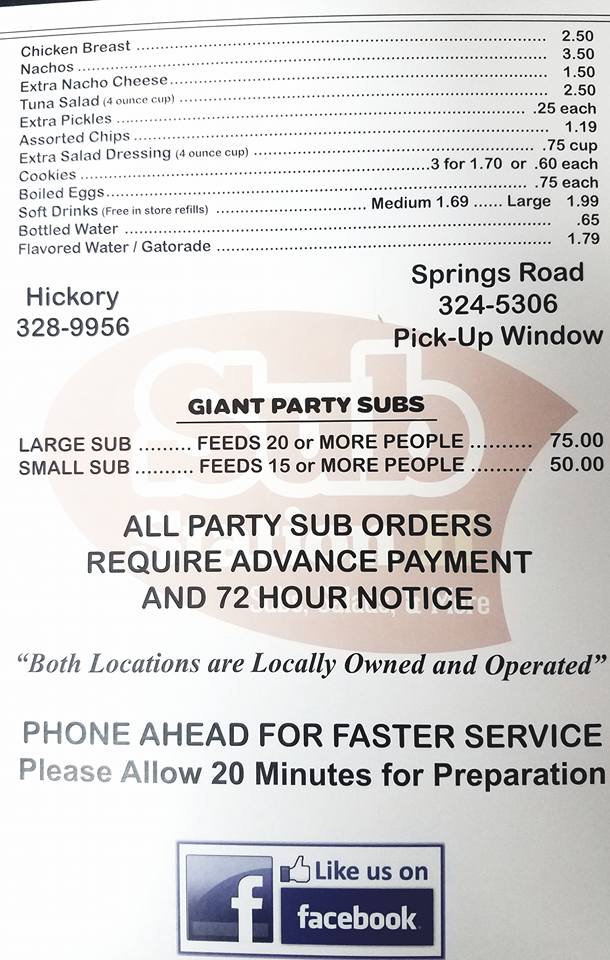 Chicken Breast ........ 2.50
Nachos ........ 3.50
Extra Nacho Cheese ........ 1.50
Tuna Salad (4 ounce cup) ........ 2.50
Extra Pickles ........ .25 each
Assorted Chips ........ 1.19
Extra Salad Dressing (4 ounce cup) ........ .75 cup
Cookies ........ 3 for 1.70 or .60 each
Boiled Eggs ........ .75 each
Soft Drinks (Free in store refills) ........ Medium 1.69 ...... Large 1.99
Bottled Water ........ .65
Flavored Water / Gatorade ........ 1.79
Hickory
328-9956
Springs Road
324-5306
Pick-Up Window
Sub
GIANT PARTY SUBS
LARGE SUB ......... FEEDS 20 or MORE PEOPLE .......... 75.00
SMALL SUB .......... FEEDS 15 or MORE PEOPLE .......... 50.00
Station II
ALL PARTY SUB ORDERS
REQUIRE ADVANCE PAYMENT
AND 72 HOUR NOTICE
Subs, Salads, & More
"Both Locations are Locally Owned and Operated"
PHONE AHEAD FOR FASTER SERVICE
Please Allow 20 Minutes for Preparation
f
Like us on
facebook